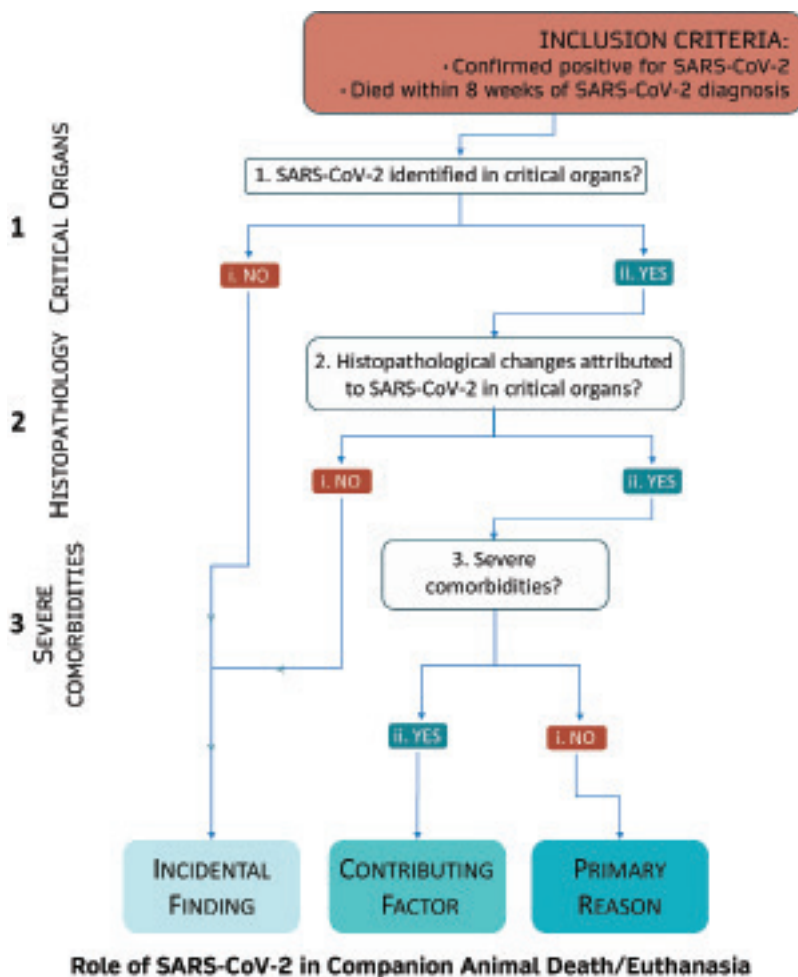 INCLUSION CRITERIA:
· Confirmed positive for SARS-CoV-2
· Died within 8 weeks of SARS-CoV-2 diagnosis
1
CRITICAL ORGANS
1. SARS-CoV-2 identified in critical organs?
i. NO
ii. YES
2
HISTOPATHOLOGY
2. Histopathological changes attributed
to SARS-CoV-2 in critical organs?
i. NO
ii. YES
3
SEVERE
COMORBIDITIES
3. Severe
comorbidities?
ii. YES
i. NO
INCIDENTAL
FINDING
CONTRIBUTING
FACTOR
PRIMARY
REASON
Role of SARS-CoV-2 in Companion Animal Death/Euthanasia